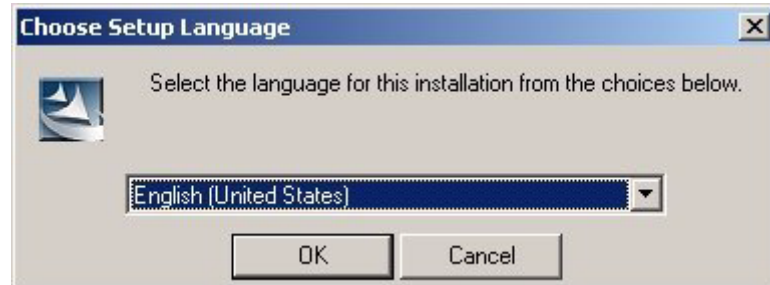 Choose Setup Language
Select the language for this installation from the choices below.
English (United States)
OK
Cancel